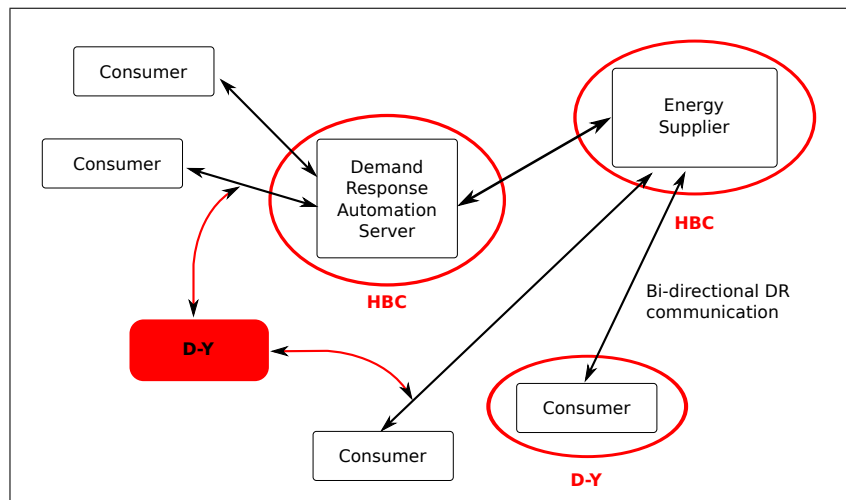 Consumer
Energy
Supplier
Consumer
Demand
Response
Automation
Server
HBC
HBC
Bi-directional DR
communication
D-Y
Consumer
Consumer
D-Y